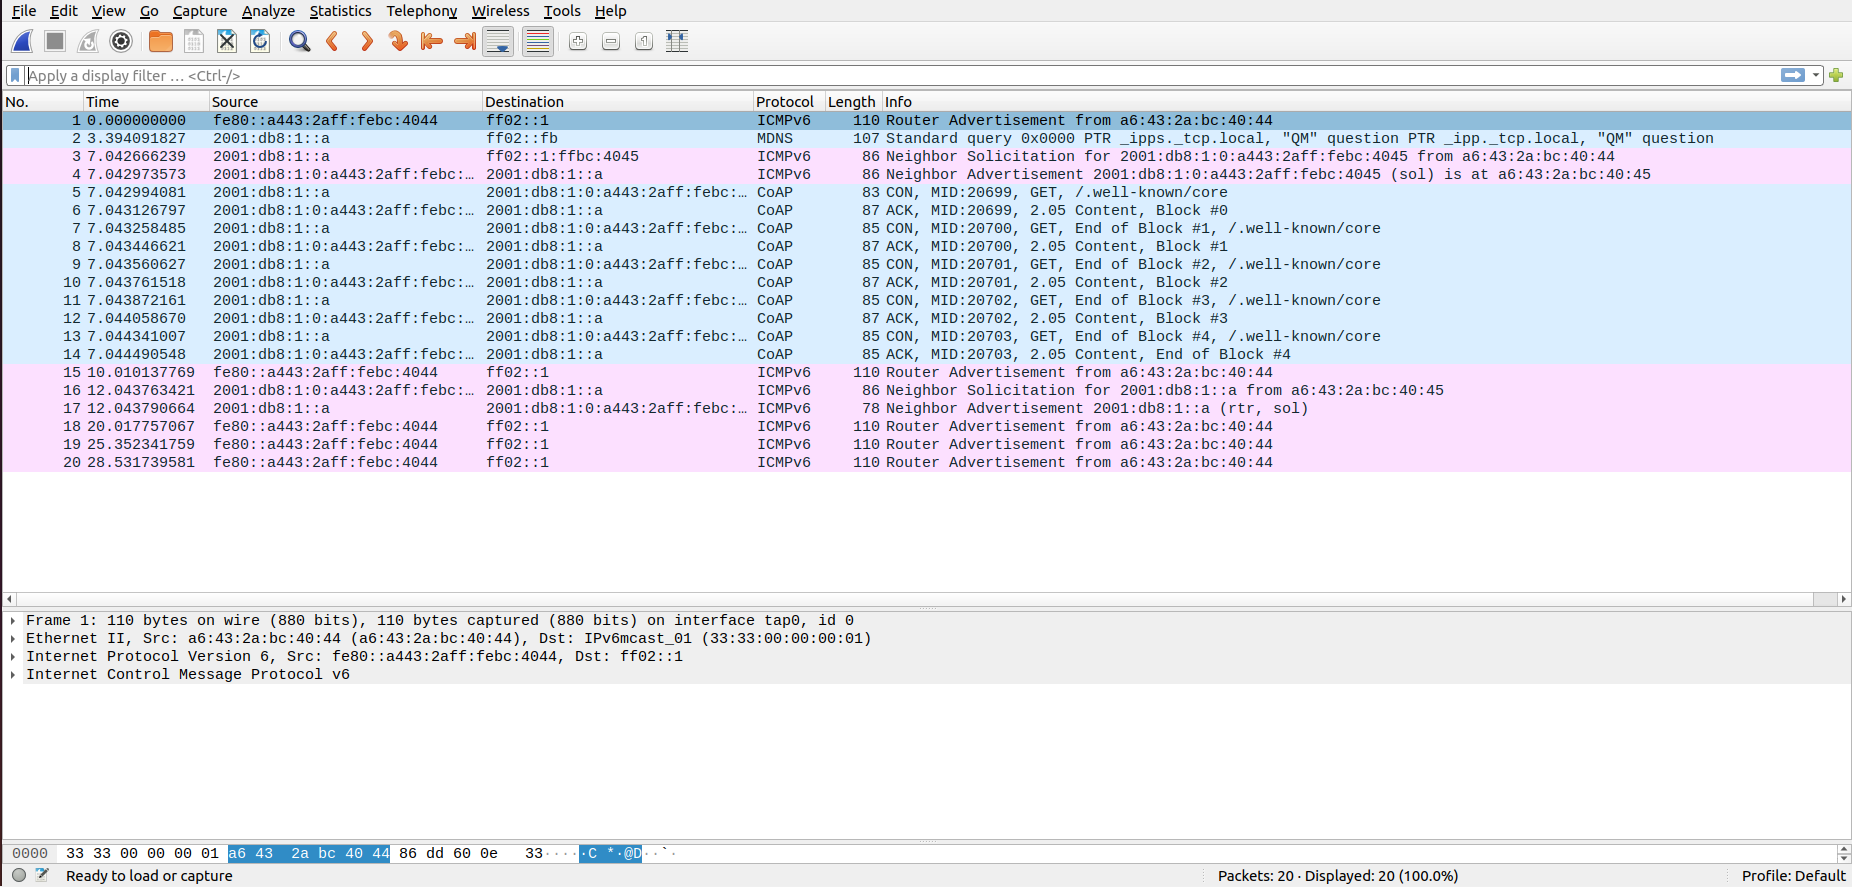 File Edit View Go Capture Analyze Statistics Telephony Wireless Tools Help
Apply a display filter … <Ctrl-/>
No. Time Source Destination Protocol Length Info
1 0.000000000 fe80::a443:2aff:febc:4044 ff02::1 ICMPv6 110 Router Advertisement from a6:43:2a:bc:40:44
2 3.394091827 2001:db8:1::a ff02::fb MDNS 107 Standard query 0x0000 PTR _ipps._tcp.local, "QM" question PTR _ipp._tcp.local, "QM" question
3 7.042666239 2001:db8:1::a ff02::1:ffbc:4045 ICMPv6 86 Neighbor Solicitation for 2001:db8:1:0:a443:2aff:febc:4045 from a6:43:2a:bc:40:44
4 7.042973573 2001:db8:1:0:a443:2aff:febc:… 2001:db8:1::a ICMPv6 86 Neighbor Advertisement 2001:db8:1:0:a443:2aff:febc:4045 (sol) is at a6:43:2a:bc:40:45
5 7.042994081 2001:db8:1::a 2001:db8:1:0:a443:2aff:febc:… CoAP 83 CON, MID:20699, GET, /.well-known/core
6 7.043126797 2001:db8:1:0:a443:2aff:febc:… 2001:db8:1::a CoAP 87 ACK, MID:20699, 2.05 Content, Block #0
7 7.043258485 2001:db8:1::a 2001:db8:1:0:a443:2aff:febc:… CoAP 85 CON, MID:20700, GET, End of Block #1, /.well-known/core
8 7.043446621 2001:db8:1:0:a443:2aff:febc:… 2001:db8:1::a CoAP 87 ACK, MID:20700, 2.05 Content, Block #1
9 7.043560627 2001:db8:1::a 2001:db8:1:0:a443:2aff:febc:… CoAP 85 CON, MID:20701, GET, End of Block #2, /.well-known/core
10 7.043761518 2001:db8:1:0:a443:2aff:febc:… 2001:db8:1::a CoAP 87 ACK, MID:20701, 2.05 Content, Block #2
11 7.043872161 2001:db8:1::a 2001:db8:1:0:a443:2aff:febc:… CoAP 85 CON, MID:20702, GET, End of Block #3, /.well-known/core
12 7.044058670 2001:db8:1:0:a443:2aff:febc:… 2001:db8:1::a CoAP 87 ACK, MID:20702, 2.05 Content, Block #3
13 7.044341007 2001:db8:1::a 2001:db8:1:0:a443:2aff:febc:… CoAP 85 CON, MID:20703, GET, End of Block #4, /.well-known/core
14 7.044490548 2001:db8:1:0:a443:2aff:febc:… 2001:db8:1::a CoAP 85 ACK, MID:20703, 2.05 Content, End of Block #4
15 10.010137769 fe80::a443:2aff:febc:4044 ff02::1 ICMPv6 110 Router Advertisement from a6:43:2a:bc:40:44
16 12.043763421 2001:db8:1:0:a443:2aff:febc:… 2001:db8:1::a ICMPv6 86 Neighbor Solicitation for 2001:db8:1::a from a6:43:2a:bc:40:45
17 12.043790664 2001:db8:1::a 2001:db8:1:0:a443:2aff:febc:… ICMPv6 78 Neighbor Advertisement 2001:db8:1::a (rtr, sol)
18 20.017757067 fe80::a443:2aff:febc:4044 ff02::1 ICMPv6 110 Router Advertisement from a6:43:2a:bc:40:44
19 25.352341759 fe80::a443:2aff:febc:4044 ff02::1 ICMPv6 110 Router Advertisement from a6:43:2a:bc:40:44
20 28.531739581 fe80::a443:2aff:febc:4044 ff02::1 ICMPv6 110 Router Advertisement from a6:43:2a:bc:40:44
Frame 1: 110 bytes on wire (880 bits), 110 bytes captured (880 bits) on interface tap0, id 0
Ethernet II, Src: a6:43:2a:bc:40:44 (a6:43:2a:bc:40:44), Dst: IPv6mcast_01 (33:33:00:00:00:01)
Internet Protocol Version 6, Src: fe80::a443:2aff:febc:4044, Dst: ff02::1
Internet Control Message Protocol v6
0000 33 33 00 00 00 01 a6 43 2a bc 40 44 86 dd 60 0e 33·····C *·@D··`·
Ready to load or capture Packets: 20 · Displayed: 20 (100.0%) Profile: Default